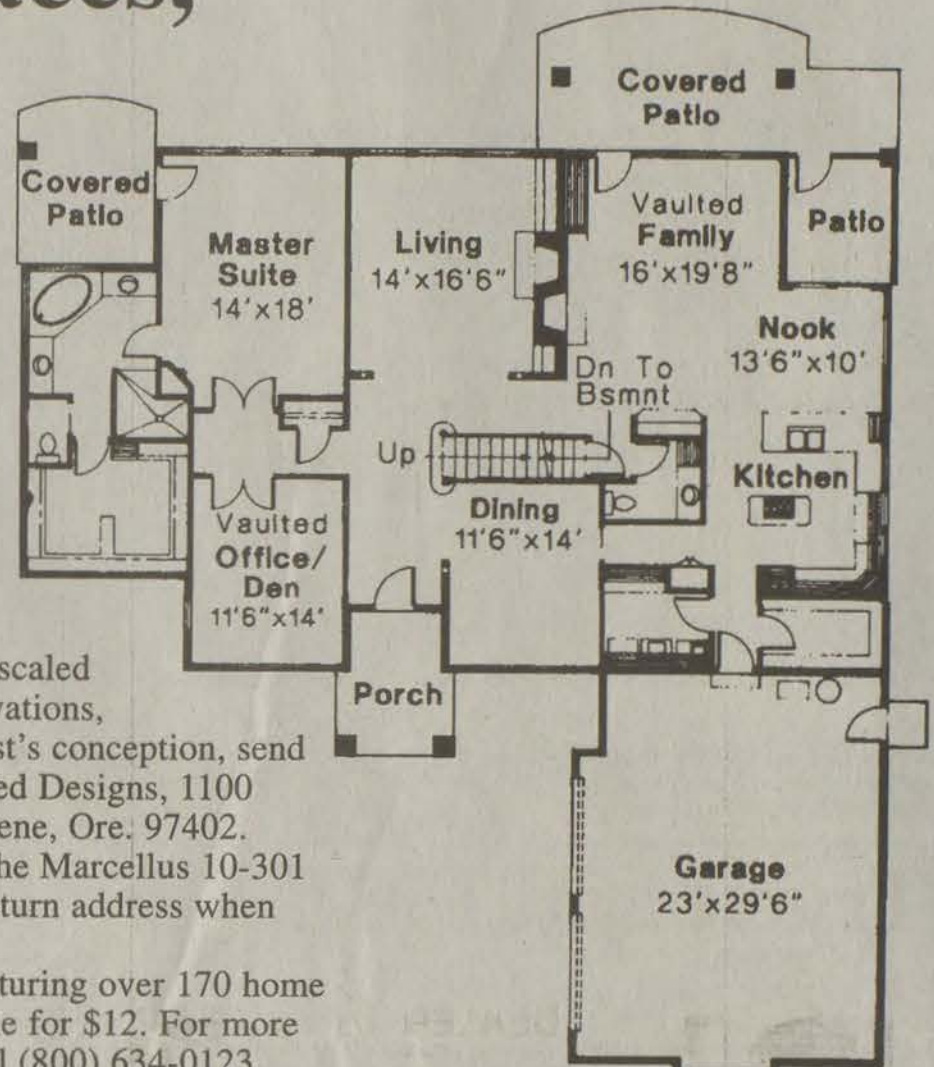 Covered
Patio
Covered
Patio
Master
Suite
14'x18'
Living
14'x16'6"
Vaulted
Family
16'x19'8"
Patio
Nook
13'6"x10'
Dn To
Bsmnt
Up
Kitchen
Dining
11'6"x14'
Vaulted
Office/
Den
11'6"x14'
Porch
Garage
23'x29'6"
scaled
vations,
st's conception, send
ed Designs, 1100
ene, Ore. 97402.
he Marcellus 10-301
turn address when
turing over 170 home
e for $12. For more
l (800) 634-0123.